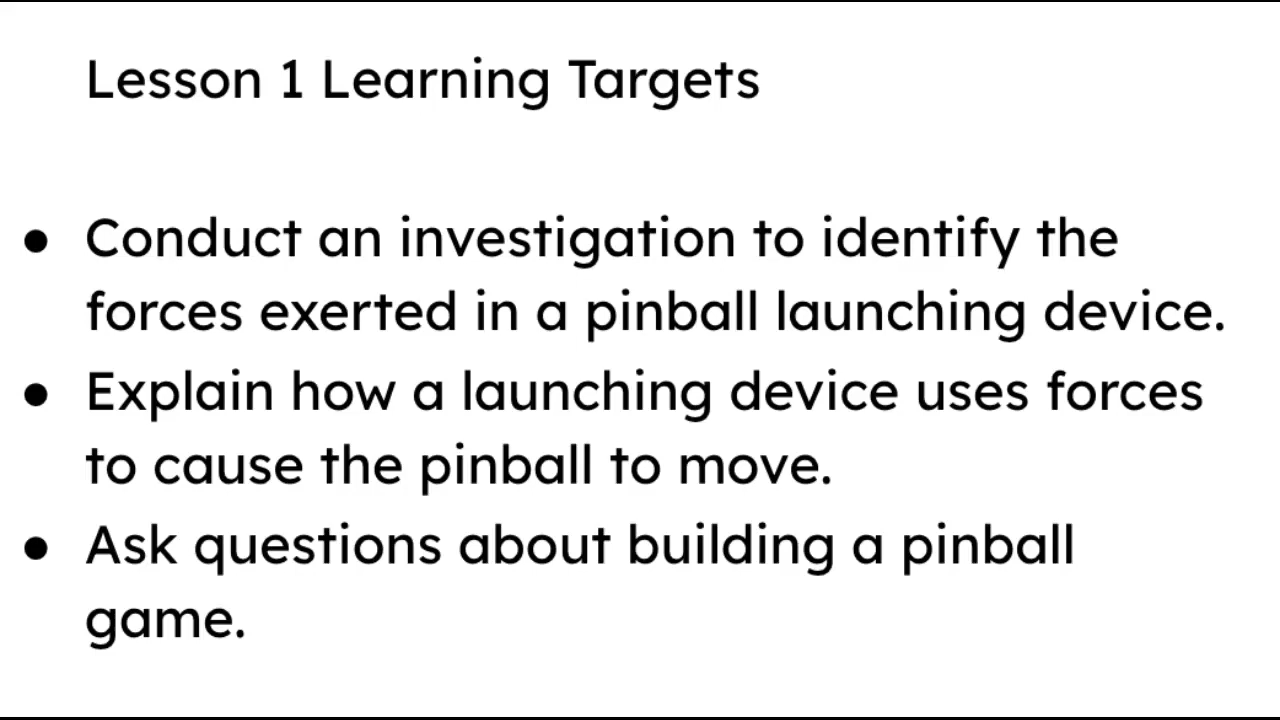 Lesson 1 Learning Targets
● Conduct an investigation to identify the
forces exerted in a pinball launching device.
● Explain how a launching device uses forces
to cause the pinball to move.
● Ask questions about building a pinball
game.